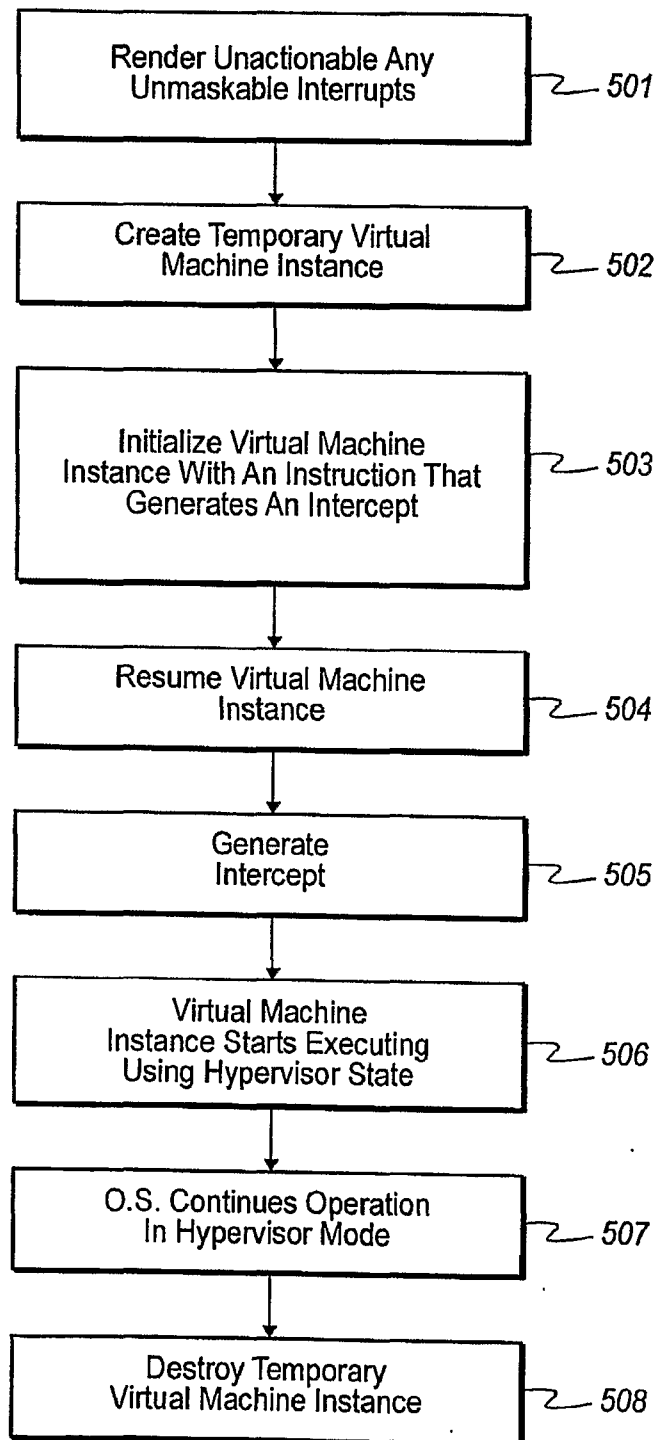 Render Unactionable Any
Unmaskable Interrupts
501
Create Temporary Virtual
Machine Instance
502
Initialize Virtual Machine
Instance With An Instruction That
Generates An Intercept
503
Resume Virtual Machine
Instance
504
Generate
Intercept
505
Virtual Machine
Instance Starts Executing
Using Hypervisor State
506
O.S. Continues Operation
In Hypervisor Mode
507
Destroy Temporary
Virtual Machine Instance
508